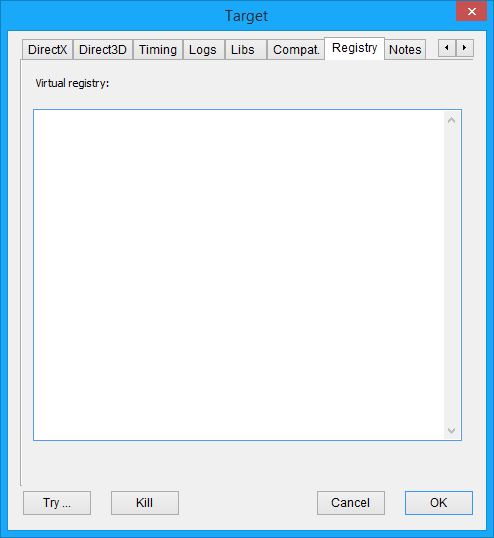 Target
DirectX Direct3D Timing Logs Libs Compat. Registry Notes
Virtual registry:
Try ... Kill Cancel OK